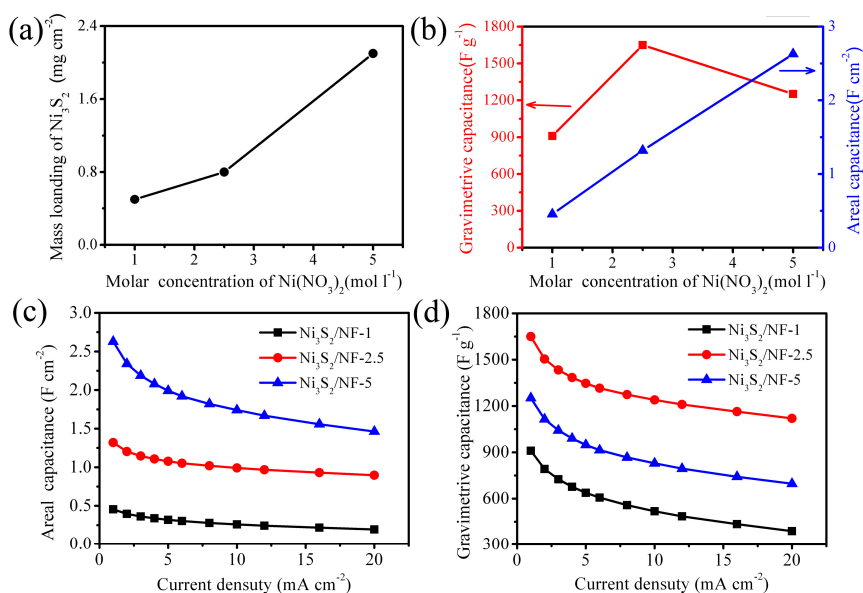 (a)
2.4
1.8
1.2
0.6
0.0
Mass loanding of Ni₃S₂ (mg cm⁻²)
1 2 3 4 5
Molar concentration of Ni(NO₃)₂(mol l⁻¹)
(b)
1800
1500
1200
900
600
300
0
Gravimetrive capacitance(F g⁻¹)
3
2
1
0
Areal capacitance(F cm⁻²)
1 2 3 4 5
Molar concentration of Ni(NO₃)₂(mol l⁻¹)
(c)
3.0
2.5
2.0
1.5
1.0
0.5
0.0
Areal capacitance (F cm⁻²)
Ni₃S₂/NF-1
Ni₃S₂/NF-2.5
Ni₃S₂/NF-5
0 5 10 15 20
Current densuty (mA cm⁻²)
(d)
1800
1500
1200
900
600
300
Gravimetrive capacitance (F g⁻¹)
Ni₃S₂/NF-1
Ni₃S₂/NF-2.5
Ni₃S₂/NF-5
0 5 10 15 20
Current densuty (mA cm⁻²)